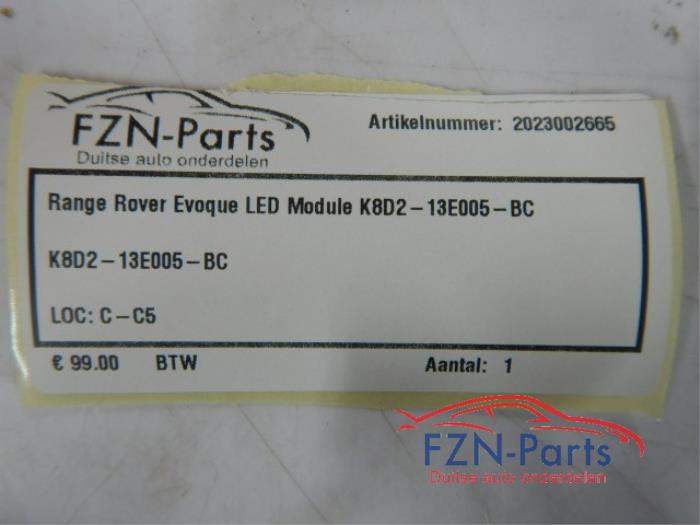 FZN-Parts
Duitse auto onderdelen
Artikelnummer: 2023002665
Range Rover Evoque LED Module K8D2-13E005-BC
K8D2-13E005-BC
LOC: C-C5
€ 99.00 BTW Aantal: 1
FZN-Parts
Duitse auto onderdelen